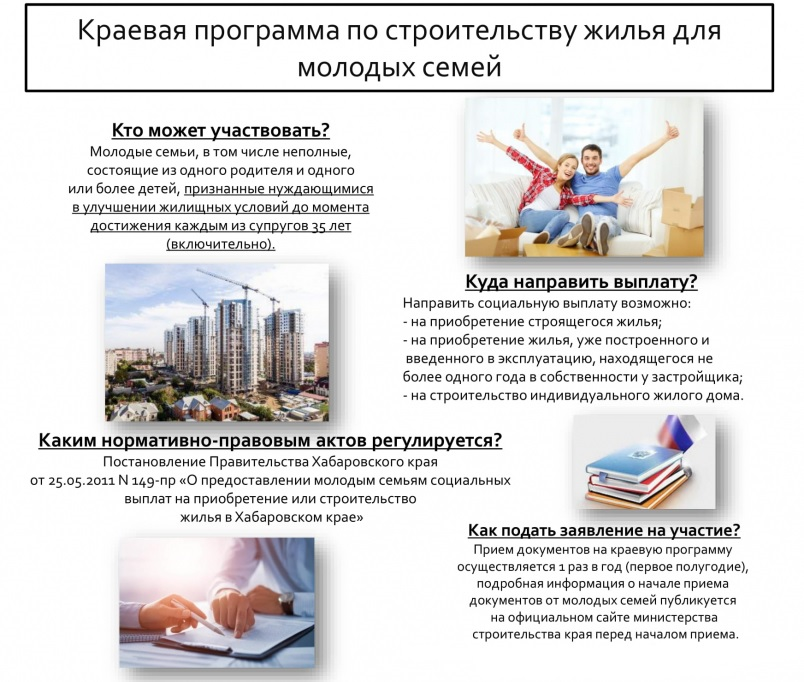 Краевая программа по строительству жилья для
молодых семей
Кто может участвовать?
Молодые семьи, в том числе неполные,
состоящие из одного родителя и одного
или более детей, признанные нуждающимися
в улучшении жилищных условий до момента
достижения каждым из супругов 35 лет
(включительно).
Куда направить выплату?
Направить социальную выплату возможно:
- на приобретение строящегося жилья;
- на приобретение жилья, уже построенного и
введенного в эксплуатацию, находящегося не
более одного года в собственности у застройщика;
- на строительство индивидуального жилого дома.
Каким нормативно-правовым актов регулируется?
Постановление Правительства Хабаровского края
от 25.05.2011 N 149-пр «О предоставлении молодым семьям социальных
выплат на приобретение или строительство
жилья в Хабаровском крае»
Как подать заявление на участие?
Прием документов на краевую программу
осуществляется 1 раз в год (первое полугодие),
подробная информация о начале приема
документов от молодых семей публикуется
на официальном сайте министерства
строительства края перед началом приема.